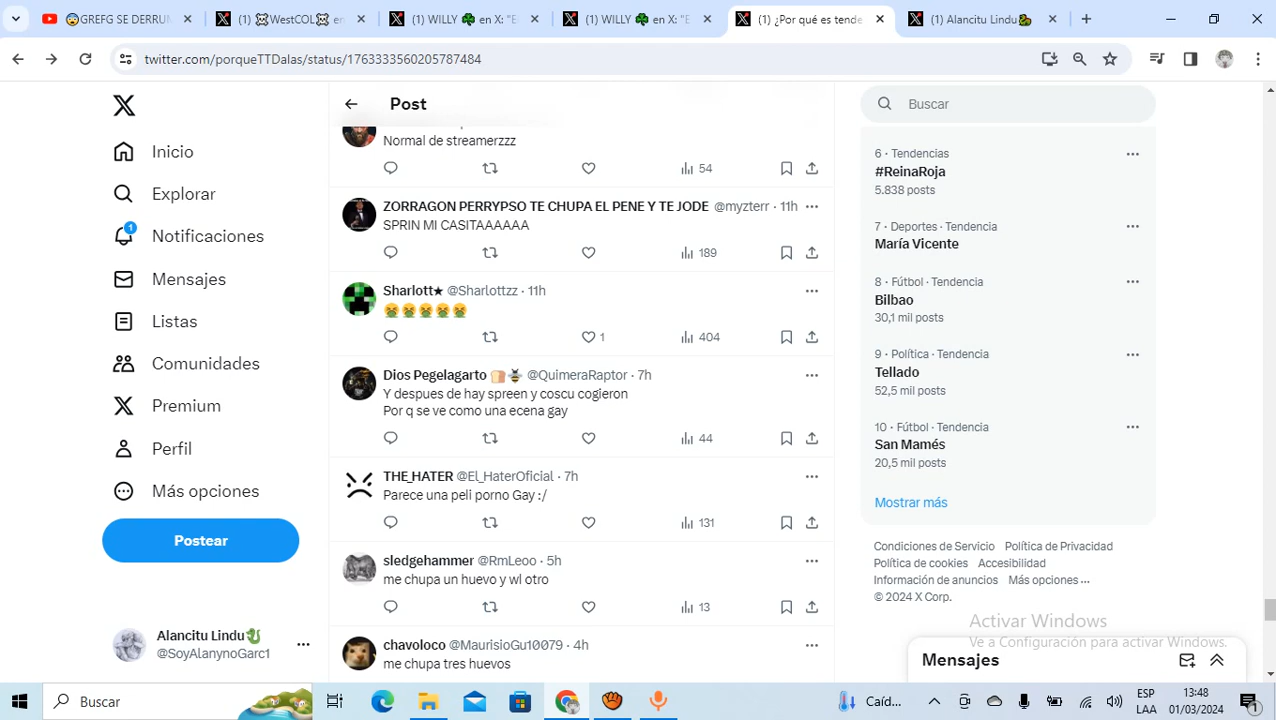 (1) 😨GREFG SE DERRUM
(1) ☠WestCOL☠ en
(1) WILLY 🍀 en X: "E
(1) WILLY 🍀 en X: "E
(1) ¿Por qué es tende
(1) Alancitu Lindu🐉
twitter.com/porqueTTDalas/status/1763333560205787484
Inicio
Explorar
1
Notificaciones
Mensajes
Listas
Comunidades
Premium
Perfil
Más opciones
Postear
Alancitu Lindu🐉
@SoyAlanynoGarc1
Post
Normal de streamerzzz
54
ZORRAGON PERRYPSO TE CHUPA EL PENE Y TE JODE @myzterr · 11h
SPRIN MI CASITAAAAAA
189
Sharlott★ @Sharlottzz · 11h
🤮🤮🤮🤮🤮
1 404
Dios Pegelagarto 🍞🐝 @QuimeraRaptor · 7h
Y despues de hay spreen y coscu cogieron
Por q se ve como una ecena gay
44
THE_HATER @El_HaterOficial · 7h
Parece una peli porno Gay :/
131
sledgehammer @RmLeoo · 5h
me chupa un huevo y wl otro
13
chavoloco @MaurisioGu10079 · 4h
me chupa tres huevos
Buscar
6 · Tendencias
#ReinaRoja
5.838 posts
7 · Deportes · Tendencia
María Vicente
8 · Fútbol · Tendencia
Bilbao
30,1 mil posts
9 · Política · Tendencia
Tellado
52,5 mil posts
10 · Fútbol · Tendencia
San Mamés
20,5 mil posts
Mostrar más
Condiciones de Servicio Política de Privacidad
Política de cookies Accesibilidad
Información de anuncios Más opciones ...
© 2024 X Corp.
Activar Windows
Ve a Configuración para activar Windows.
Mensajes
Buscar
Caíd...
ESP
LAA
13:48
01/03/2024
1